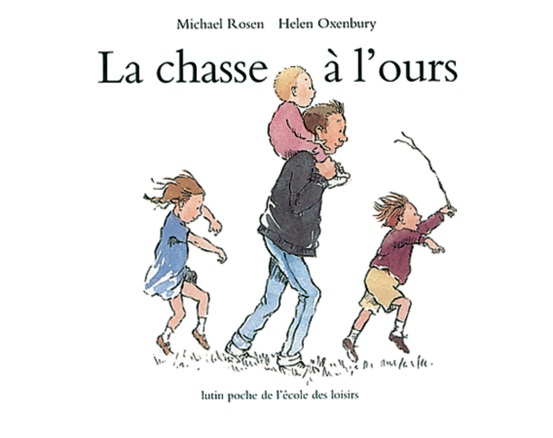 Michael Rosen Helen Oxenbury
La chasse à l'ours
lutin poche de l'école des loisirs